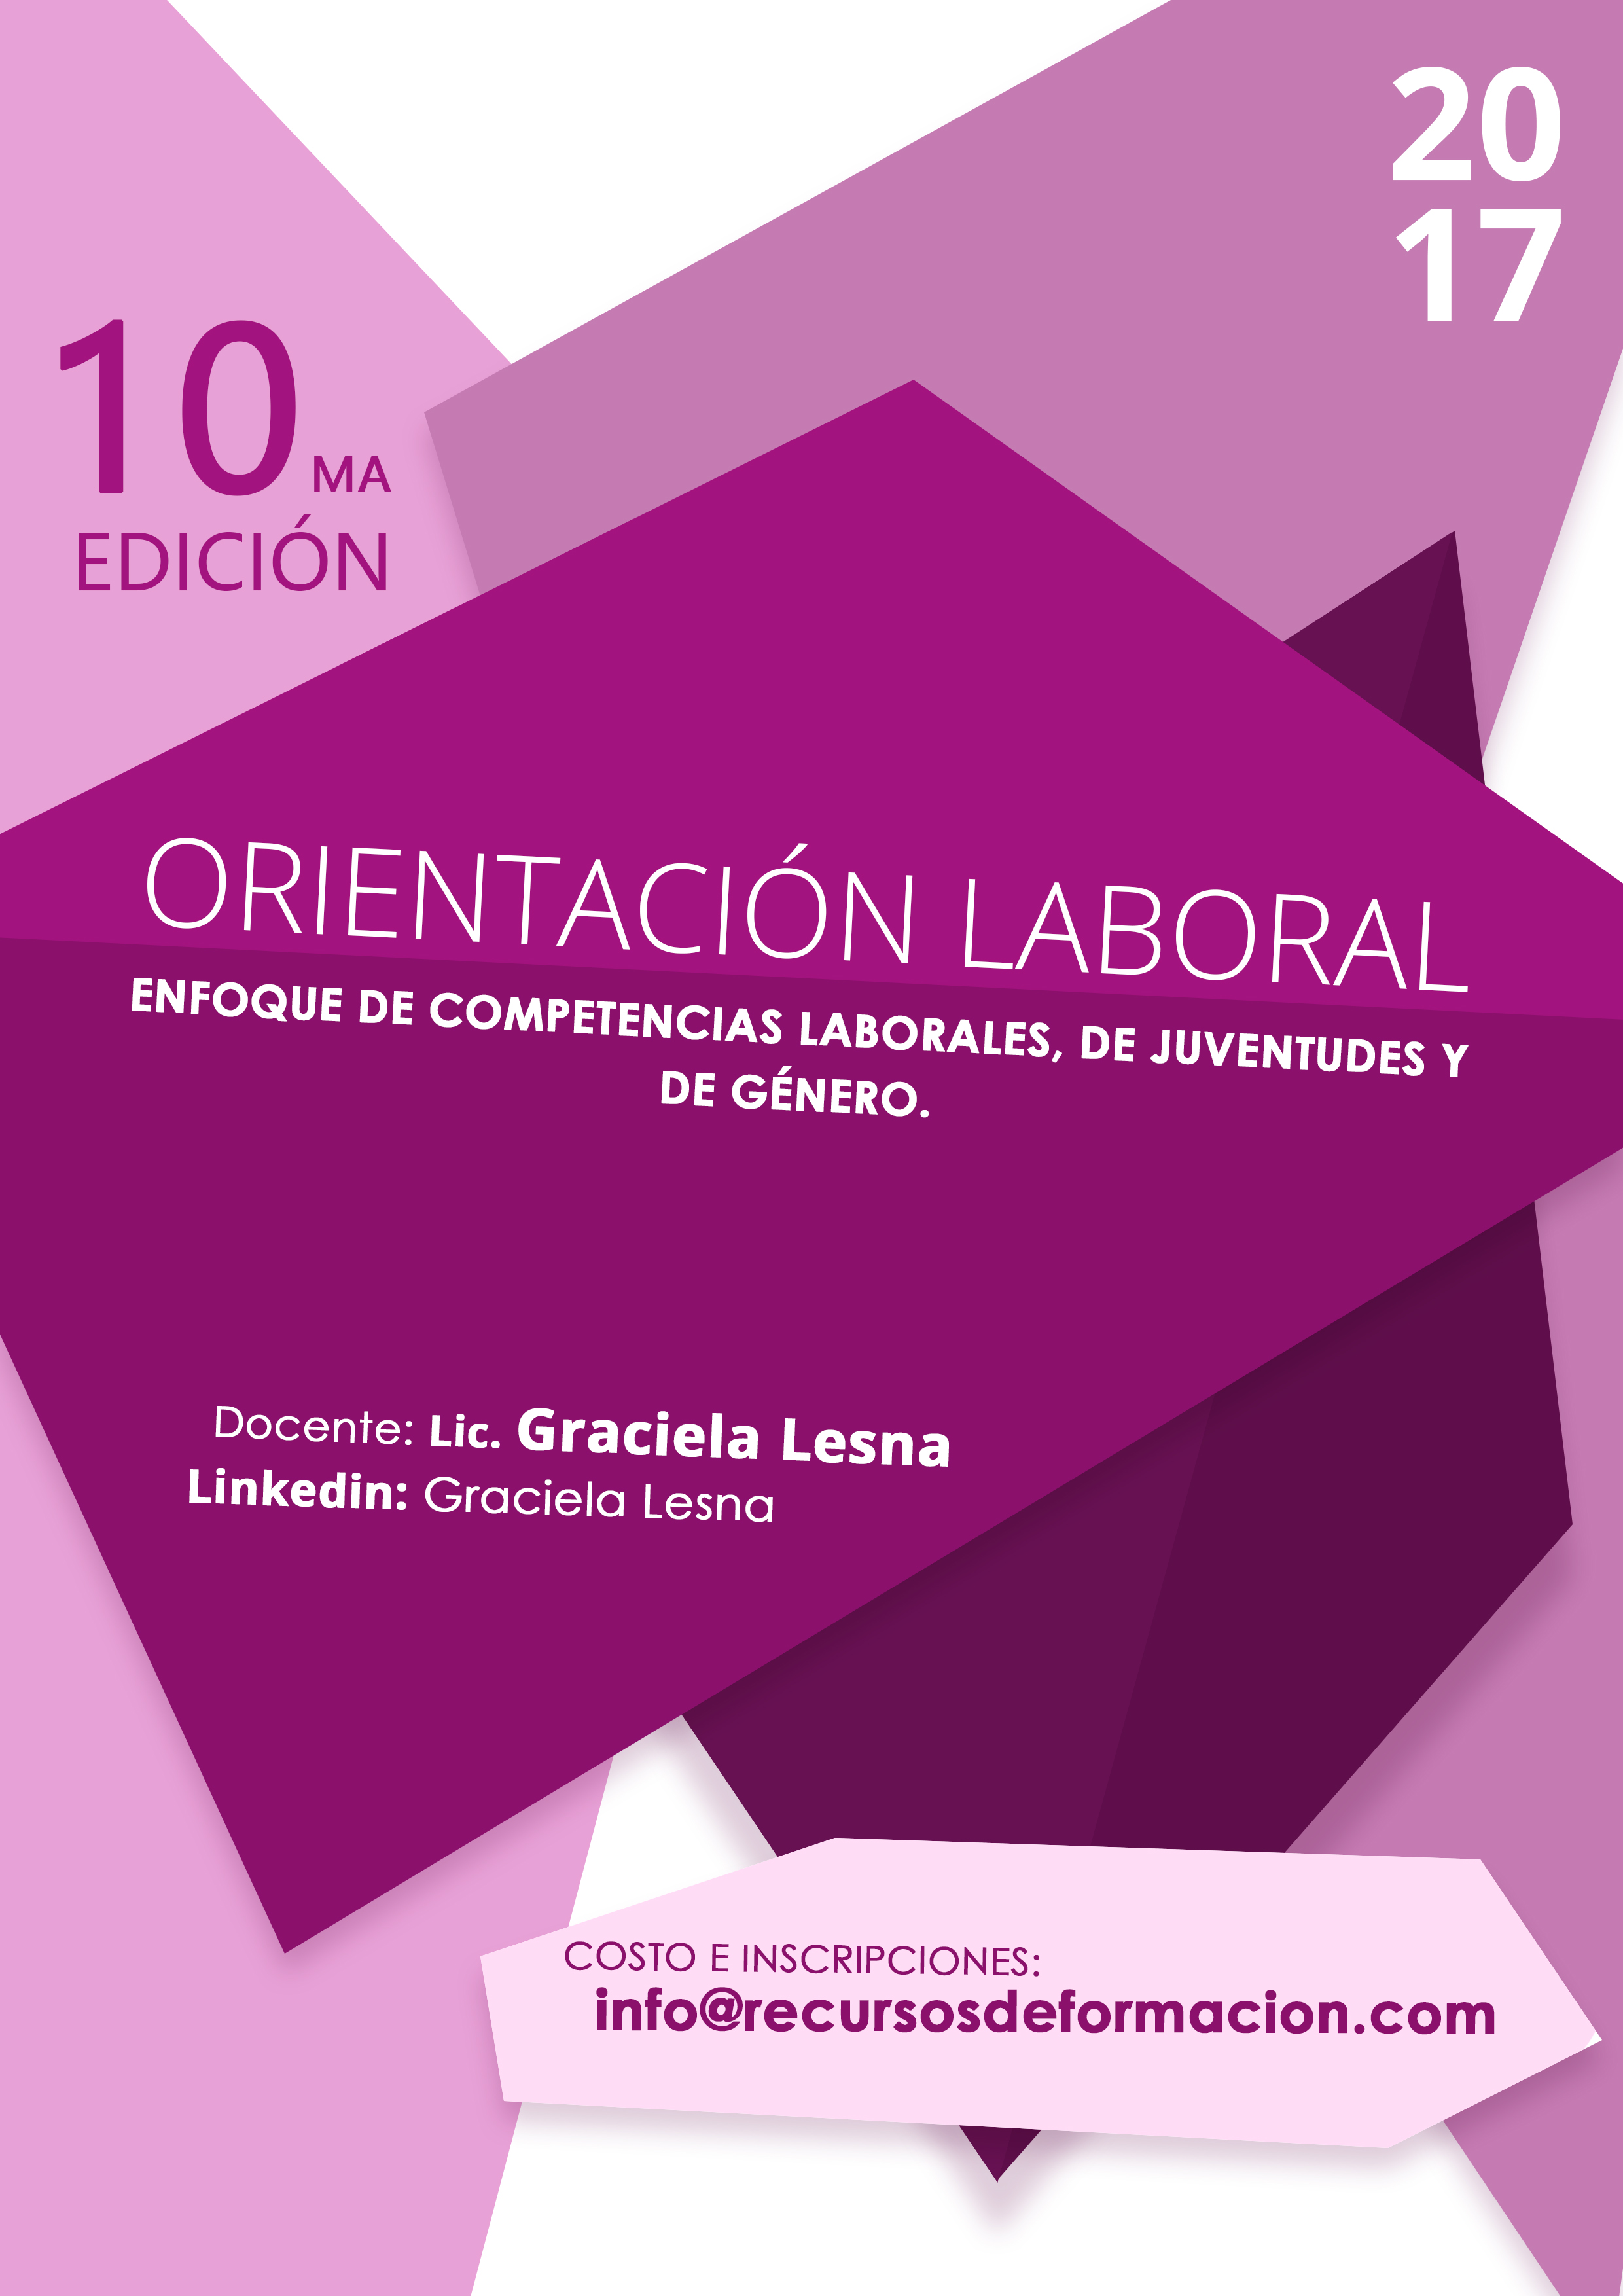 20
17
10MA
EDICIÓN
ORIENTACIÓN LABORAL
ENFOQUE DE COMPETENCIAS LABORALES, DE JUVENTUDES Y
DE GÉNERO.
Docente: Lic. Graciela Lesna
Linkedin: Graciela Lesna
COSTO E INSCRIPCIONES:
info@recursosdeformacion.com